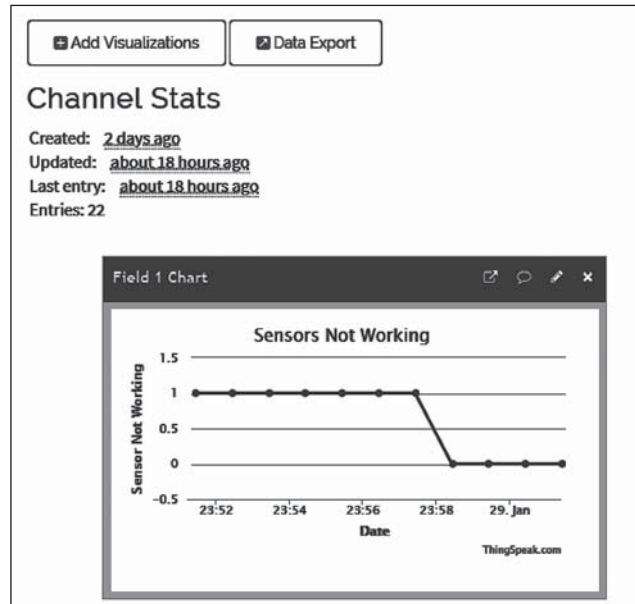 Add Visualizations Data Export
Channel Stats
Created: 2 days ago
Updated: about 18 hours ago
Last entry: about 18 hours ago
Entries: 22
Field 1 Chart
Sensors Not Working
Sensor Not Working
1.5
1
0.5
0
-0.5
23:52 23:54 23:56 23:58 29. Jan
Date
ThingSpeak.com